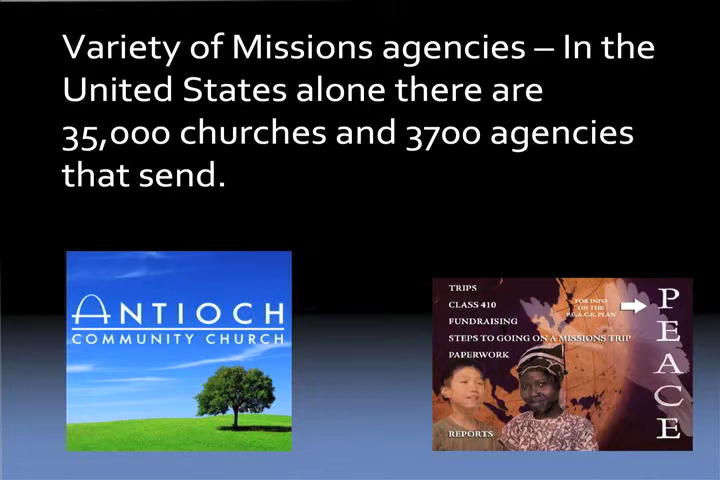 Variety of Missions agencies – In the
United States alone there are
35,000 churches and 3700 agencies
that send.
ANTIOCH
COMMUNITY CHURCH
TRIPS
CLASS 410
FUNDRAISING
STEPS TO GOING ON A MISSIONS TRIP
PAPERWORK
REPORTS
FOR INFO
ON THE
P.E.A.C.E. PLAN
PEACE